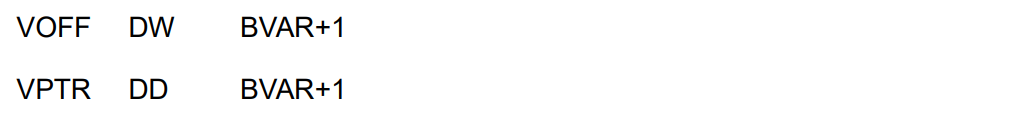 VOFF DW BVAR+1
VPTR DD BVAR+1